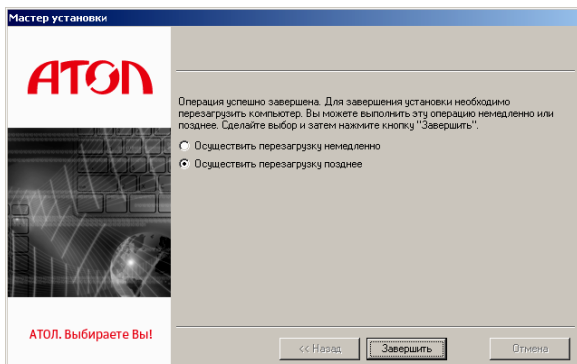 Мастер установки
АТОЛ
Операция успешно завершена. Для завершения установки необходимо
перезагрузить компьютер. Вы можете выполнить эту операцию немедленно или
позднее. Сделайте выбор и затем нажмите кнопку "Завершить".
Осуществить перезагрузку немедленно
Осуществить перезагрузку позднее
АТОЛ. Выбираете Вы!
<< Назад
Завершить
Отмена